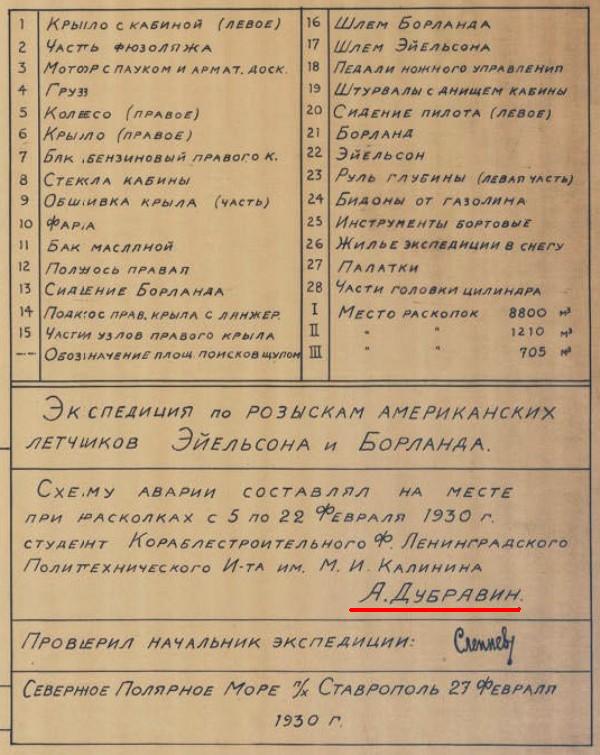 1 Крыло с кабиной (левое)
2 Часть фюзоляжа
3 Мотор с пауком и армат. доск.
4 Груз
5 Колесо (правое)
6 Крыло (правое)
7 Бак бензиновый правого к.
8 Стекла кабины
9 Обшивка крыла (часть)
10 Фара
11 Бак масляной
12 Полуось правая
13 Сидение Борланда
14 Подкос прав. крыла с лянжер.
15 Части узлов правого крыла
--- Обозначение площ. поисков щупом
16 Шлем Борланда
17 Шлем Эйельсона
18 Педали ножного управления
19 Штурвалы с днищем кабины
20 Сидение пилота (левое)
21 Борланд
22 Эйельсон
23 Руль глубины (левая часть)
24 Бидоны от газолина
25 Инструменты бортовые
26 Жилье экспедиции в снегу
27 Палатки
28 Части головки цилиндра
I Место раскопок 8800 м³
II " " 1210 м³
III " " 705 м³
Экспедиция по розыскам американских
летчиков Эйельсона и Борланда.
Схему аварии составлял на месте
при расколках с 5 по 22 Февраля 1930 г.
студент Кораблестроительного Ф. Ленинградского
Политехнического И-та им. М. И. Калинина
А. Дубравин.
Проверил начальник экспедиции: Слепнев
Северное Полярное Море п/х Ставрополь 27 Февраля
1930 г.